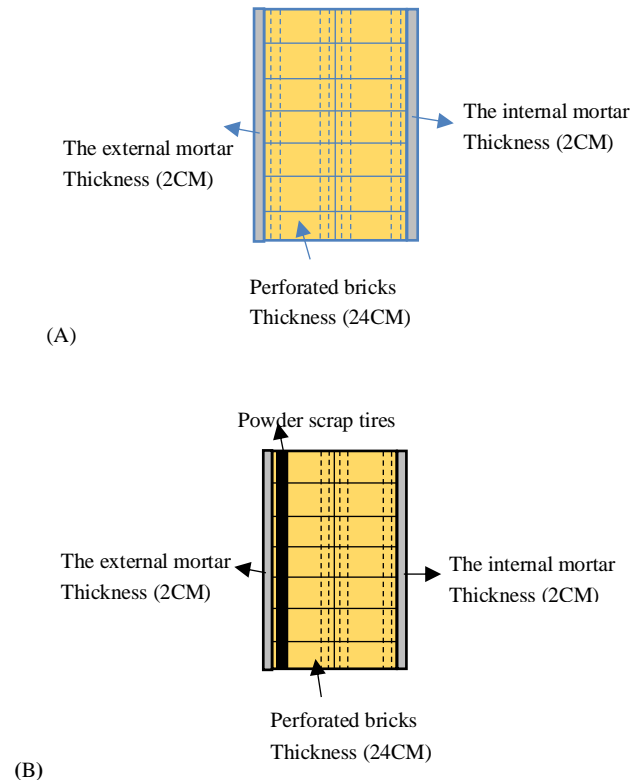 The external mortar
Thickness (2CM)
The internal mortar
Thickness (2CM)
Perforated bricks
Thickness (24CM)
(A)
Powder scrap tires
The external mortar
Thickness (2CM)
The internal mortar
Thickness (2CM)
Perforated bricks
Thickness (24CM)
(B)